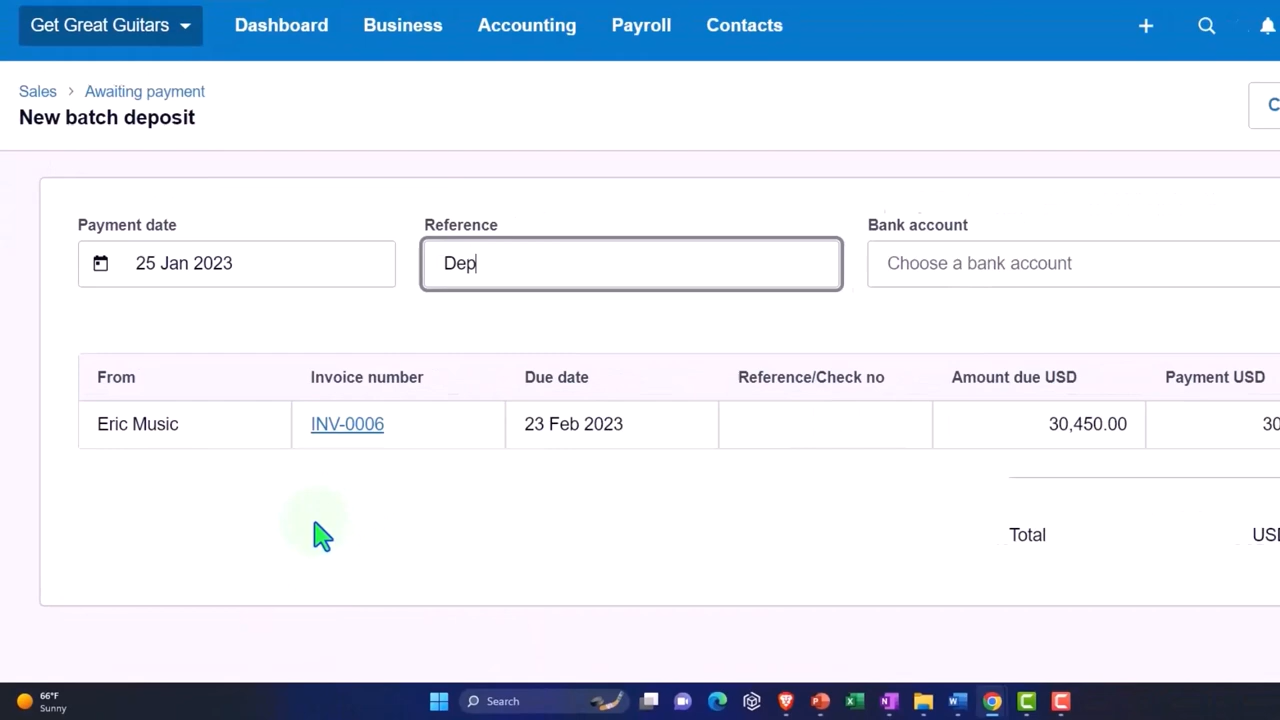 Get Great Guitars Dashboard Business Accounting Payroll Contacts
Sales > Awaiting payment
New batch deposit
Payment date Reference Bank account
25 Jan 2023 Dep Choose a bank account
From Invoice number Due date Reference/Check no Amount due USD Payment USD
Eric Music INV-0006 23 Feb 2023 30,450.00
Total
66°F
Sunny
Search